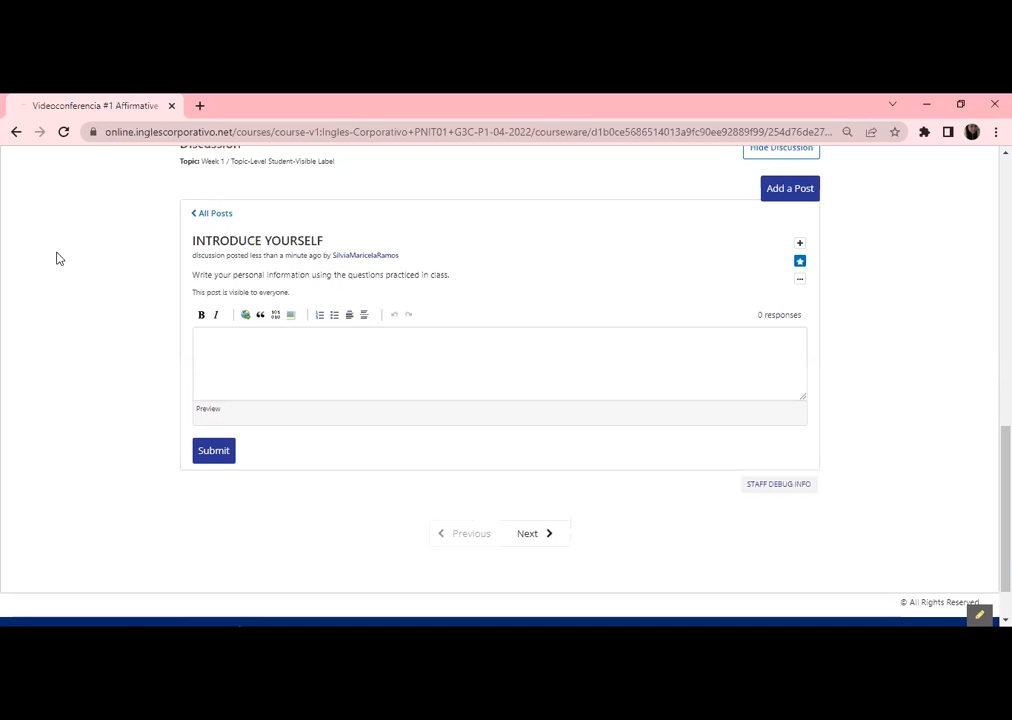 Videoconferencia #1 Affirmative
online.inglescorporativo.net/courses/course-v1:Ingles-Corporativo+PNIT01+G3C-P1-04-2022/courseware/d1b0ce5686514013a9fc90ee92889f99/254d76de27...
Discussion
Hide Discussion
Topic: Week 1 / Topic-Level Student-Visible Label
Add a Post
All Posts
INTRODUCE YOURSELF
discussion posted less than a minute ago by SilviaMaricelaRamos
Write your personal information using the questions practiced in class.
This post is visible to everyone.
B I
0 responses
Preview
Submit
STAFF DEBUG INFO
Previous Next
© All Rights Reserved